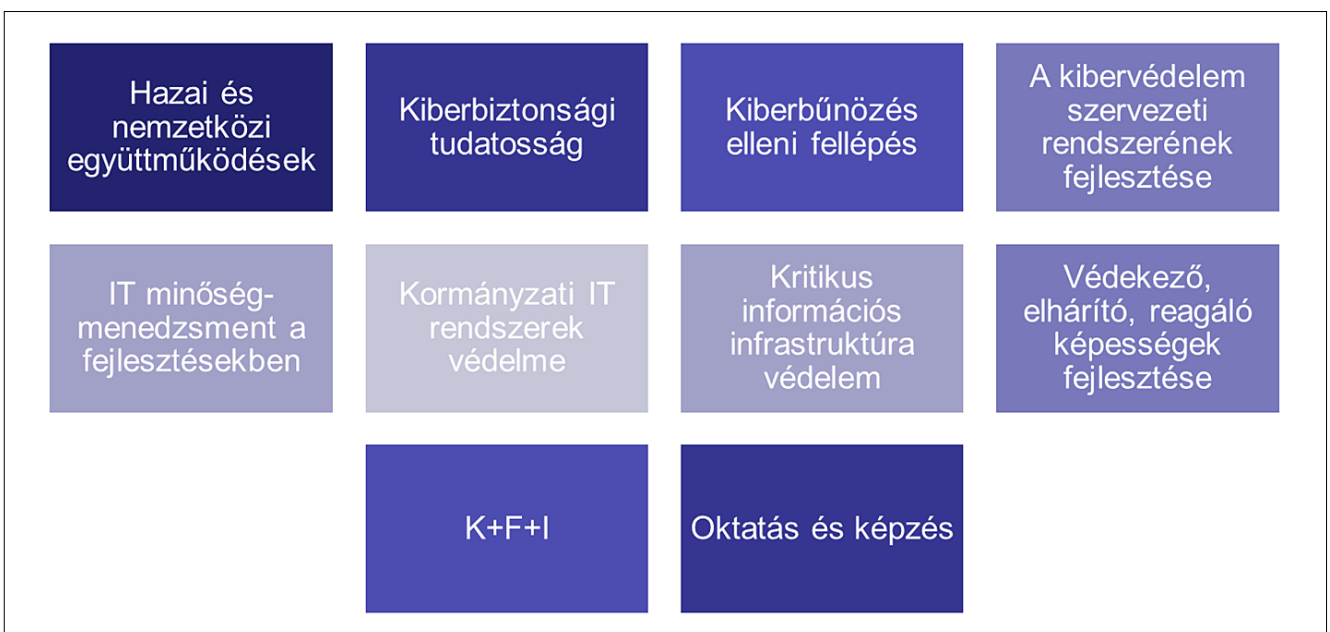 Hazai és
nemzetközi
együttműködések
Kiberbiztonsági
tudatosság
Kiberbűnözés
elleni fellépés
A kibervédelem
szervezeti
rendszerének
fejlesztése
IT minőség-
menedzsment a
fejlesztésekben
Kormányzati IT
rendszerek
védelme
Kritikus
információs
infrastruktúra
védelem
Védekező,
elhárító, reagáló
képességek
fejlesztése
K+F+I
Oktatás és képzés